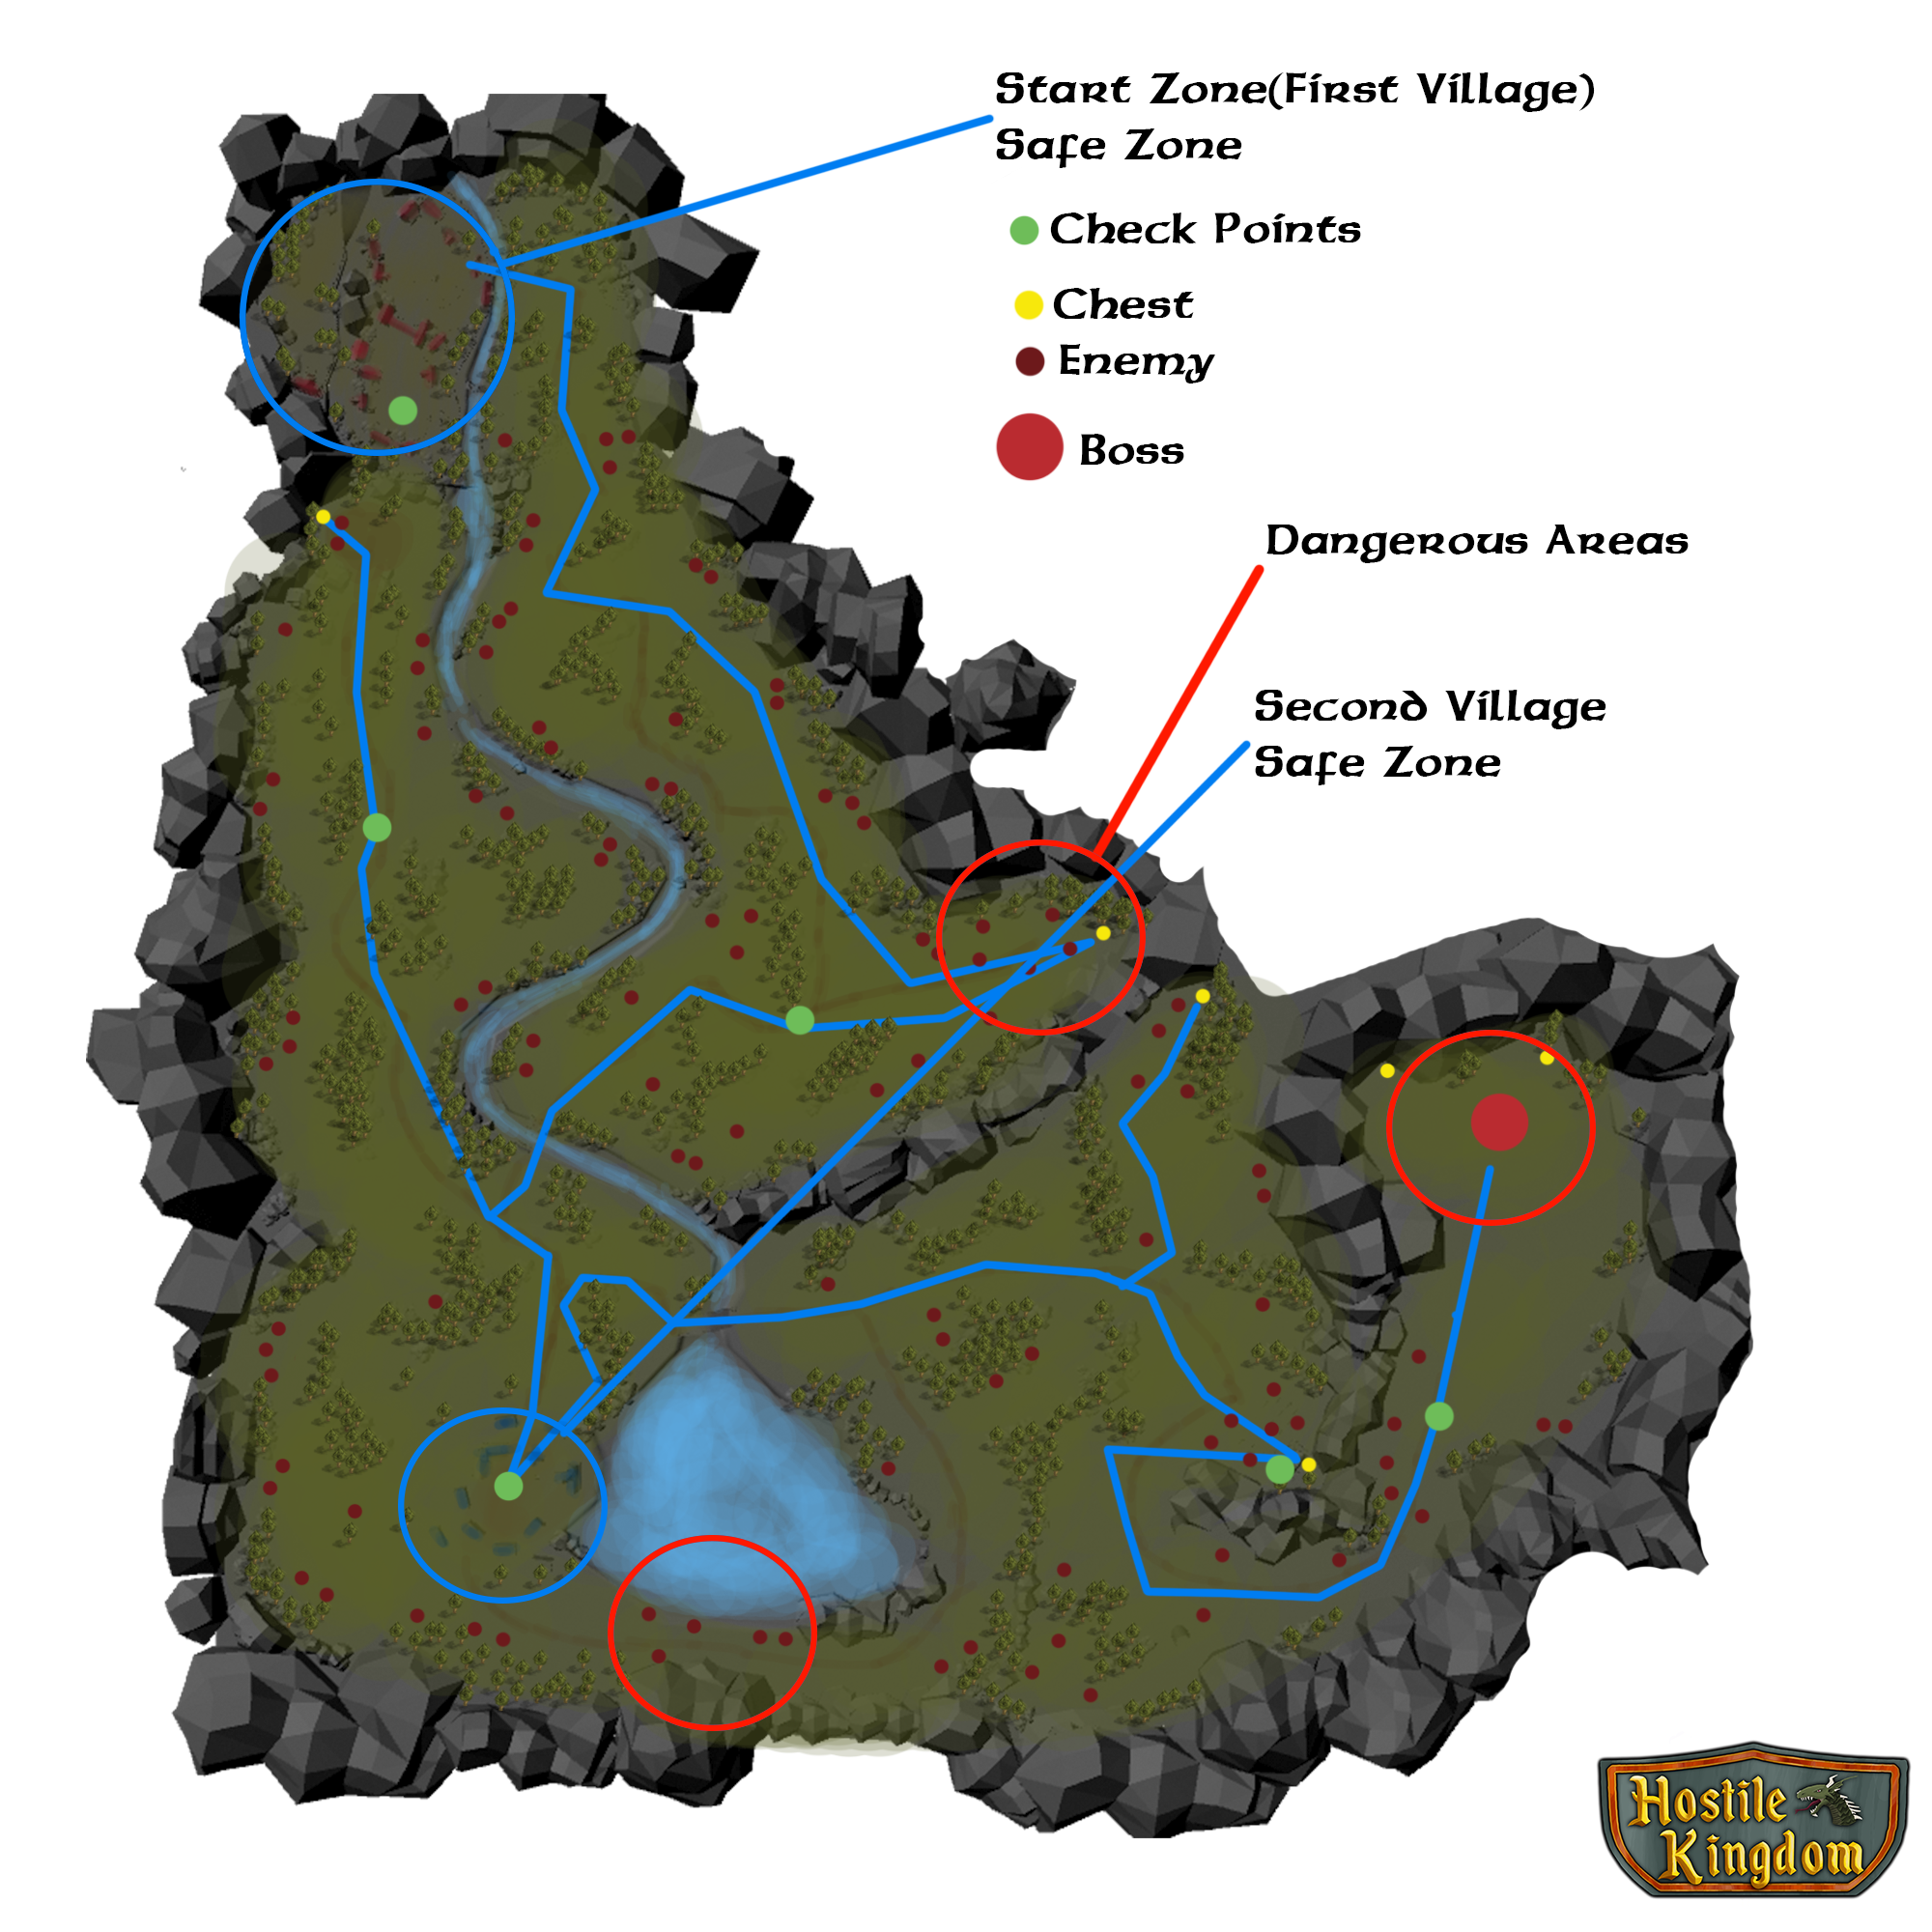 Start Zone(First Village)
Safe Zone
Check Points
Chest
Enemy
Boss
Dangerous Areas
Second Village
Safe Zone
Hostile
Kingdom